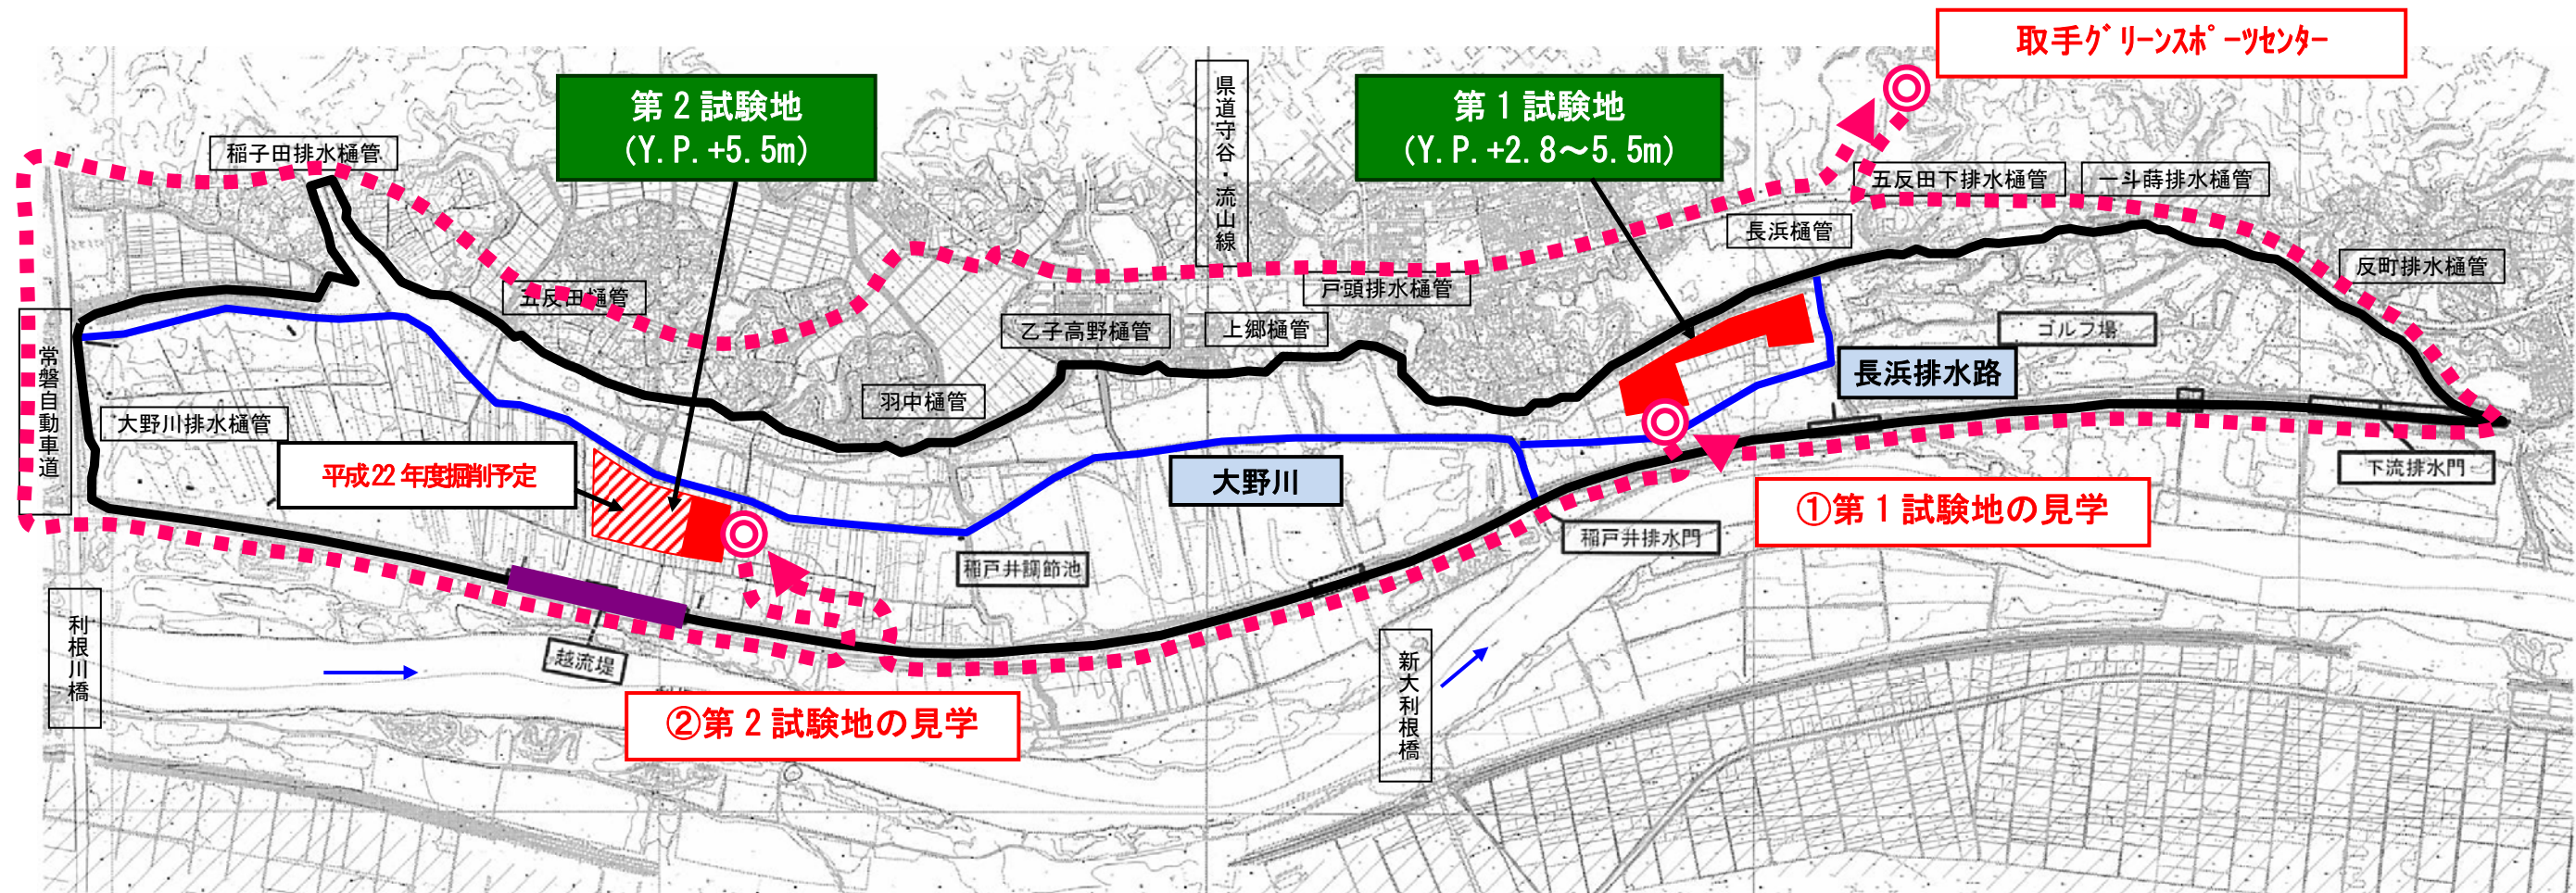 取手ｸﾞﾘｰﾝｽﾎﾟｰﾂｾﾝﾀｰ
第２試験地
(Y.P.+5.5m)
県道守谷・流山線
第１試験地
(Y.P.+2.8～5.5m)
稲子田排水樋管
五反田下排水樋管
一斗蒔排水樋管
長浜樋管
反町排水樋管
五反田樋管
戸頭排水樋管
乙子高野樋管
上郷樋管
ゴルフ場
常磐自動車道
長浜排水路
羽中樋管
大野川排水樋管
平成22年度掘削予定
大野川
下流排水門
①第１試験地の見学
稲戸井排水門
稲戸井調節池
利根川橋
越流堤
新大利根橋
②第２試験地の見学